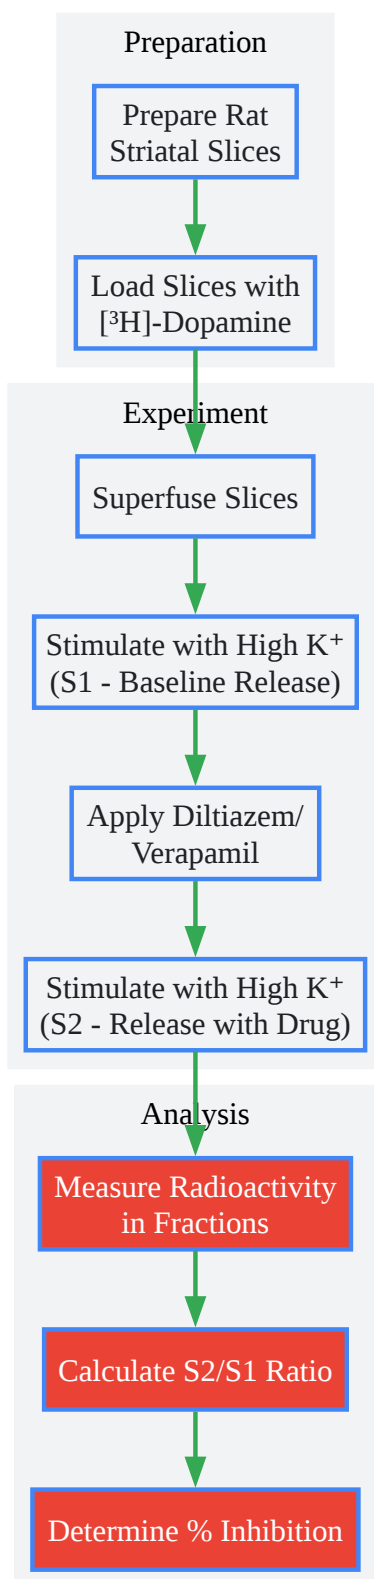 Preparation
Prepare Rat
Striatal Slices
Load Slices with
[³H]-Dopamine
Experiment
Superfuse Slices
Stimulate with High K⁺
(S1 - Baseline Release)
Apply Diltiazem/
Verapamil
Stimulate with High K⁺
(S2 - Release with Drug)
Analysis
Measure Radioactivity
in Fractions
Calculate S2/S1 Ratio
Determine % Inhibition